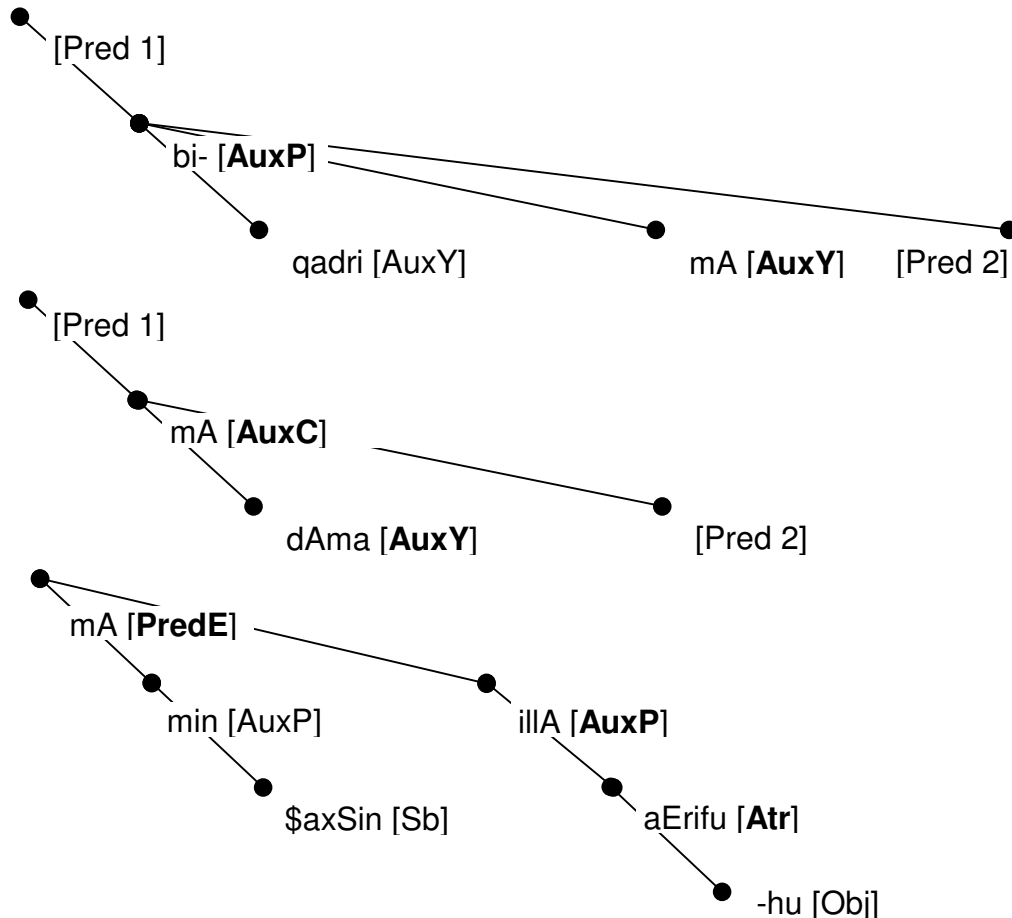 [Pred 1]
bi- [AuxP]
qadri [AuxY] mA [AuxY] [Pred 2]
[Pred 1]
mA [AuxC]
dAma [AuxY] [Pred 2]
mA [PredE]
min [AuxP] illA [AuxP]
$axSin [Sb] aErifu [Atr]
-hu [Obj]